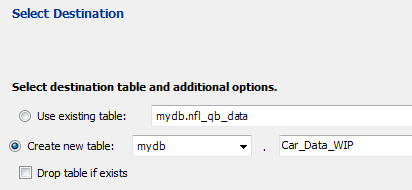 Select Destination
Select destination table and additional options.
Use existing table: mydb.nfl_qb_data
Create new table: mydb . Car_Data_WIP
Drop table if exists